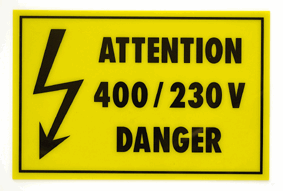 ATTENTION
400 / 230 V
DANGER